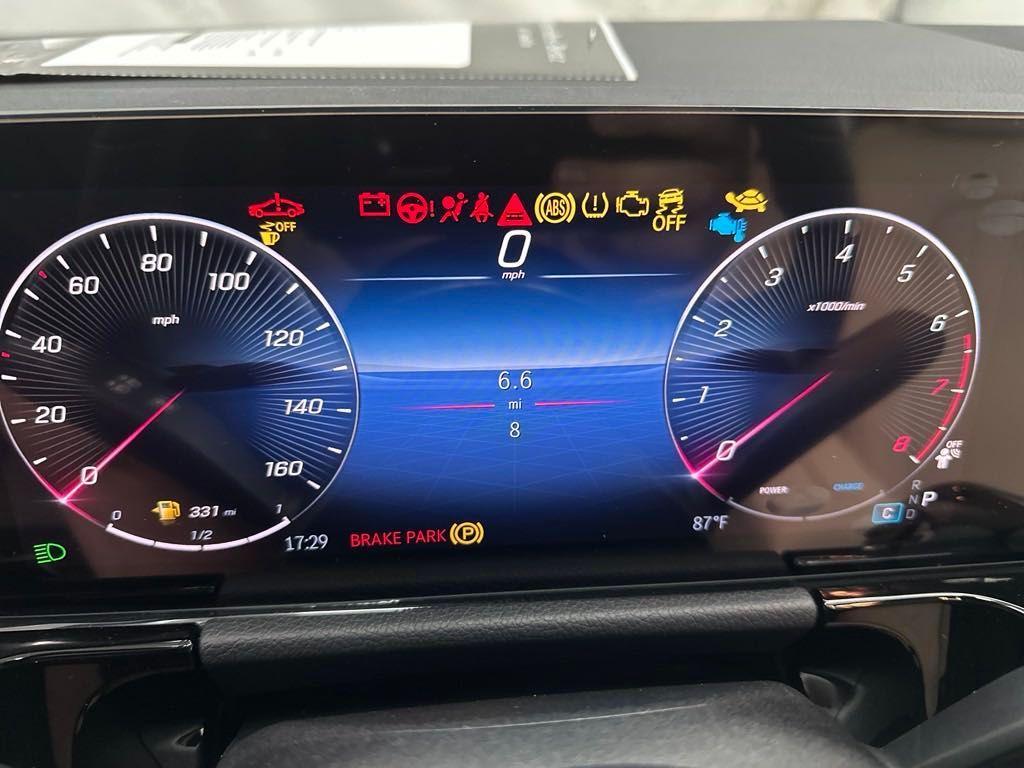 OFF
ABS
OFF
0
mph
80
60
100
mph
40
120
20
140
0
160
0
331 mi
1
1/2
17:29
6.6
mi
8
BRAKE PARK
P
4
3
5
x1000/min
2
6
1
7
0
8
OFF
POWER
CHARGE
R
N
P
D
C
87°F